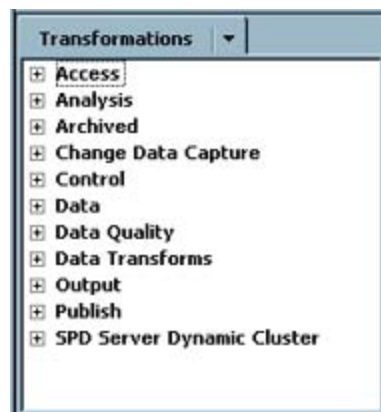 Transformations
Access
Analysis
Archived
Change Data Capture
Control
Data
Data Quality
Data Transforms
Output
Publish
SPD Server Dynamic Cluster